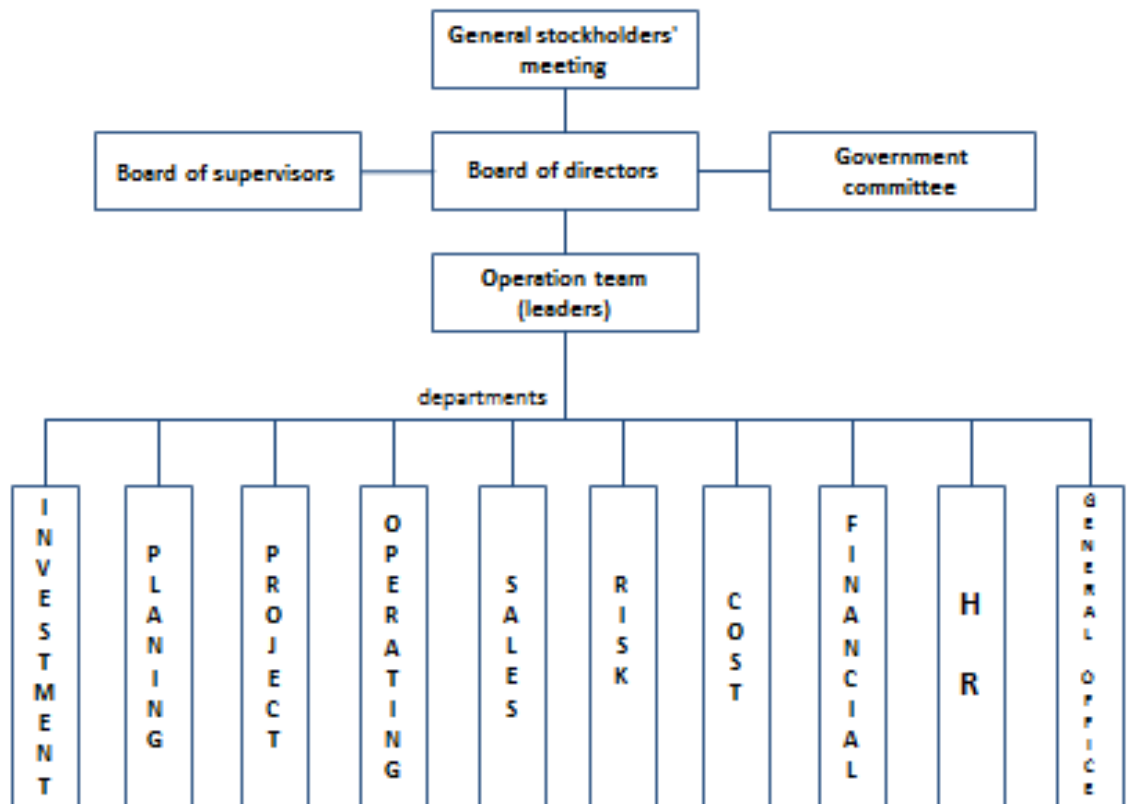 General stockholders'
meeting
Board of supervisors
Board of directors
Government
committee
Operation team
(leaders)
departments
INVESTMENT
PLANING
PROJECT
OPERATING
SALES
RISK
COST
FINANCIAL
HR
GENERAL OFFICE